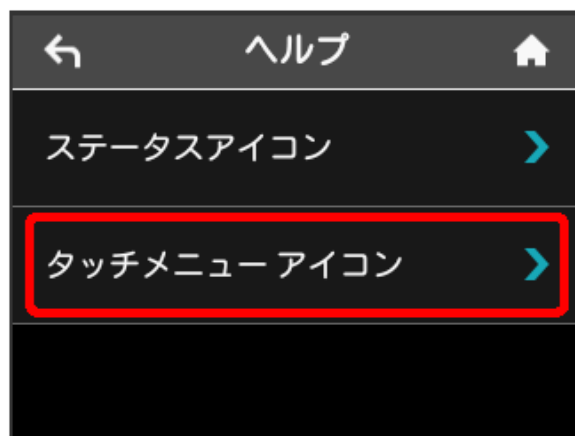 ヘルプ
ステータスアイコン
タッチメニュー アイコン